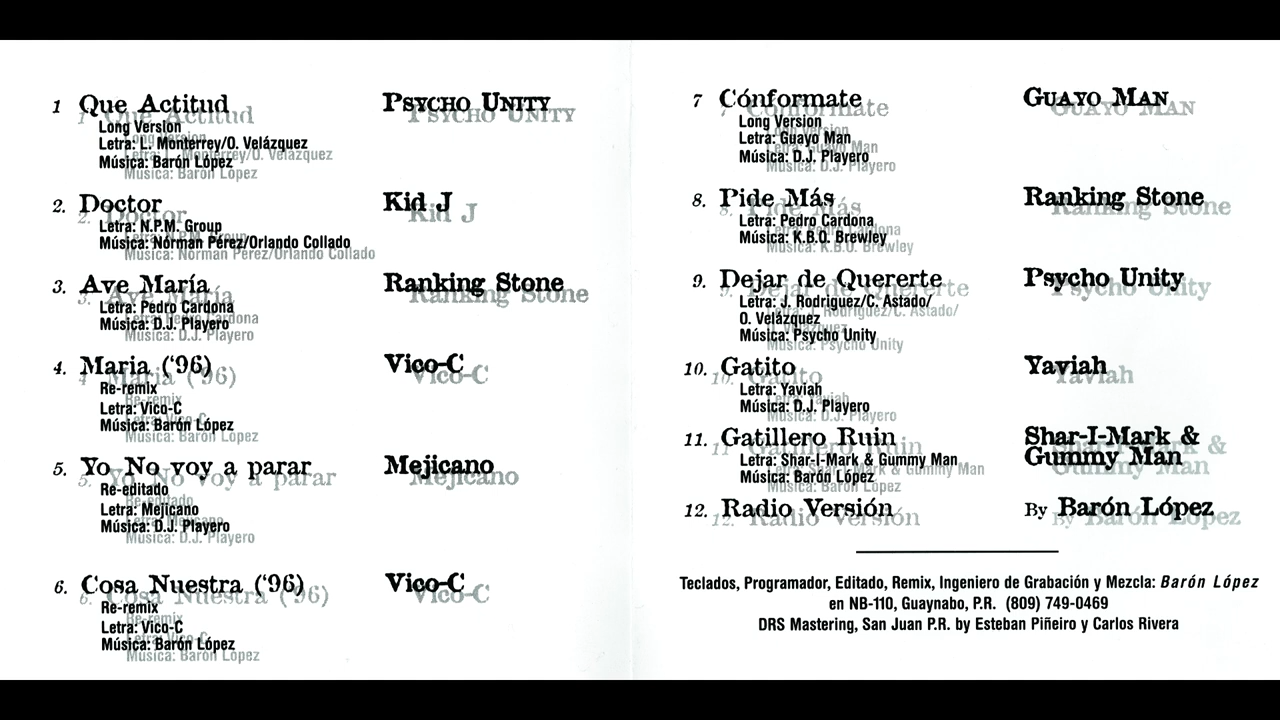 1 Que Actitud PSYCHO UNITY
Long Version
Letra: L. Monterrey/O. Velázquez
Música: Barón López
2. Doctor Kid J
Letra: N.P.M. Group
Música: Norman Pérez/Orlando Collado
3. Ave María Ranking Stone
Letra: Pedro Cardona
Música: D.J. Playero
4. Maria (‘96) Vico-C
Re-remix
Letra: Vico-C
Música: Barón López
5. Yo No voy a parar Mejicano
Re-editado
Letra: Mejicano
Música: D.J. Playero
6. Cosa Nuestra (‘96) Vico-C
Re-remix
Letra: Vico-C
Música: Barón López
7 Cónformate GUAYO MAN
Long Version
Letra: Guayo Man
Música: D.J. Playero
8. Pide Más Ranking Stone
Letra: Pedro Cardona
Música: K.B.O. Brewley
9. Dejar de Quererte Psycho Unity
Letra: J. Rodriguez/C. Astado/
O. Velázquez
Música: Psycho Unity
10. Gatito Yaviah
Letra: Yaviah
Música: D.J. Playero
11. Gatillero Ruin Shar-I-Mark &
Gummy Man
Letra: Shar-I-Mark & Gummy Man
Música: Barón López
12. Radio Versión By Barón López
Teclados, Programador, Editado, Remix, Ingeniero de Grabación y Mezcla: Barón López
en NB-110, Guaynabo, P.R. (809) 749-0469
DRS Mastering, San Juan P.R. by Esteban Piñeiro y Carlos Rivera